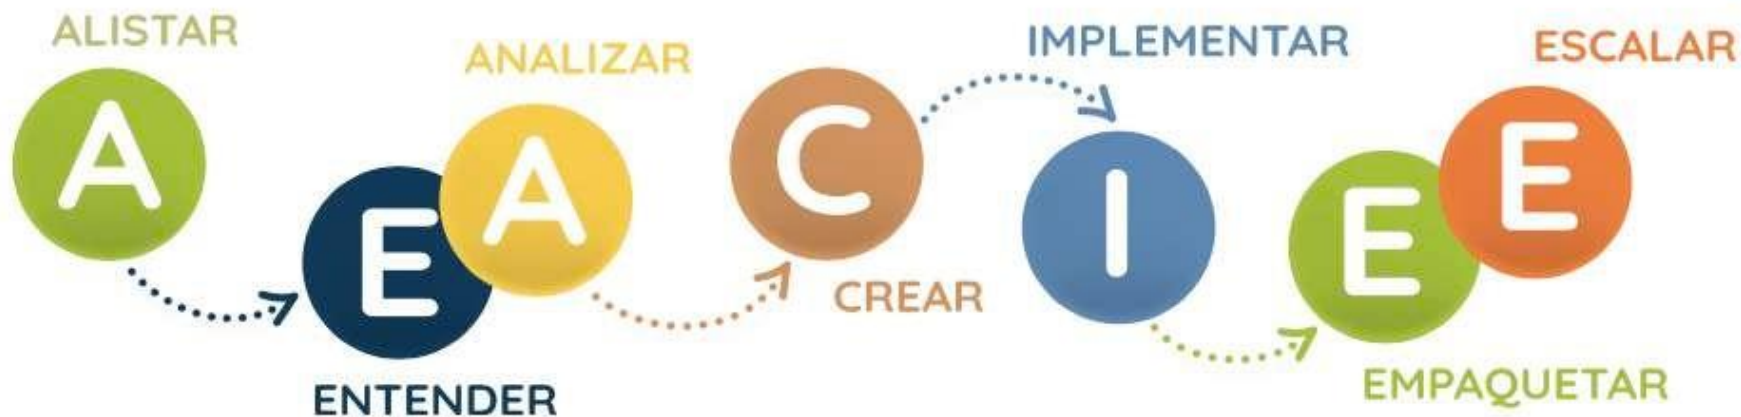 ALISTAR
A
E
ENTENDER
ANALIZAR
A
C
CREAR
IMPLEMENTAR
I
E
EMPAQUETAR
ESCALAR
E